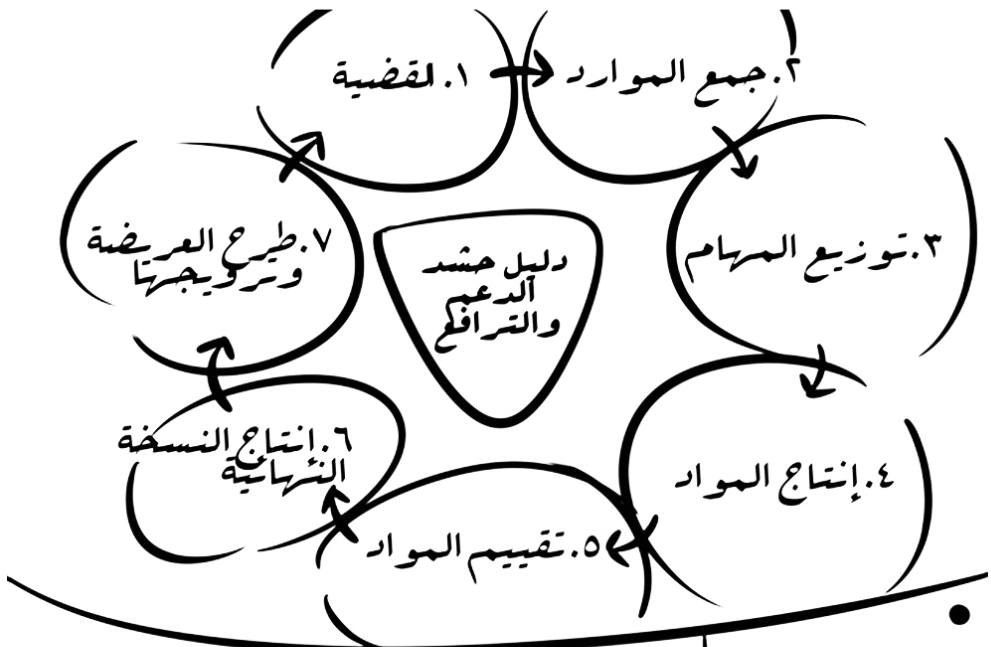 ١. لقضية
٢. جمع الموارد
٣. توزيع المهام
٤. إنتاج المواد
٥. تقييم المواد
٦. إنتاج النسخة
النهائية
٧. طرح العريضة
وترويجها
دليل حشد
الدعم
والترافع